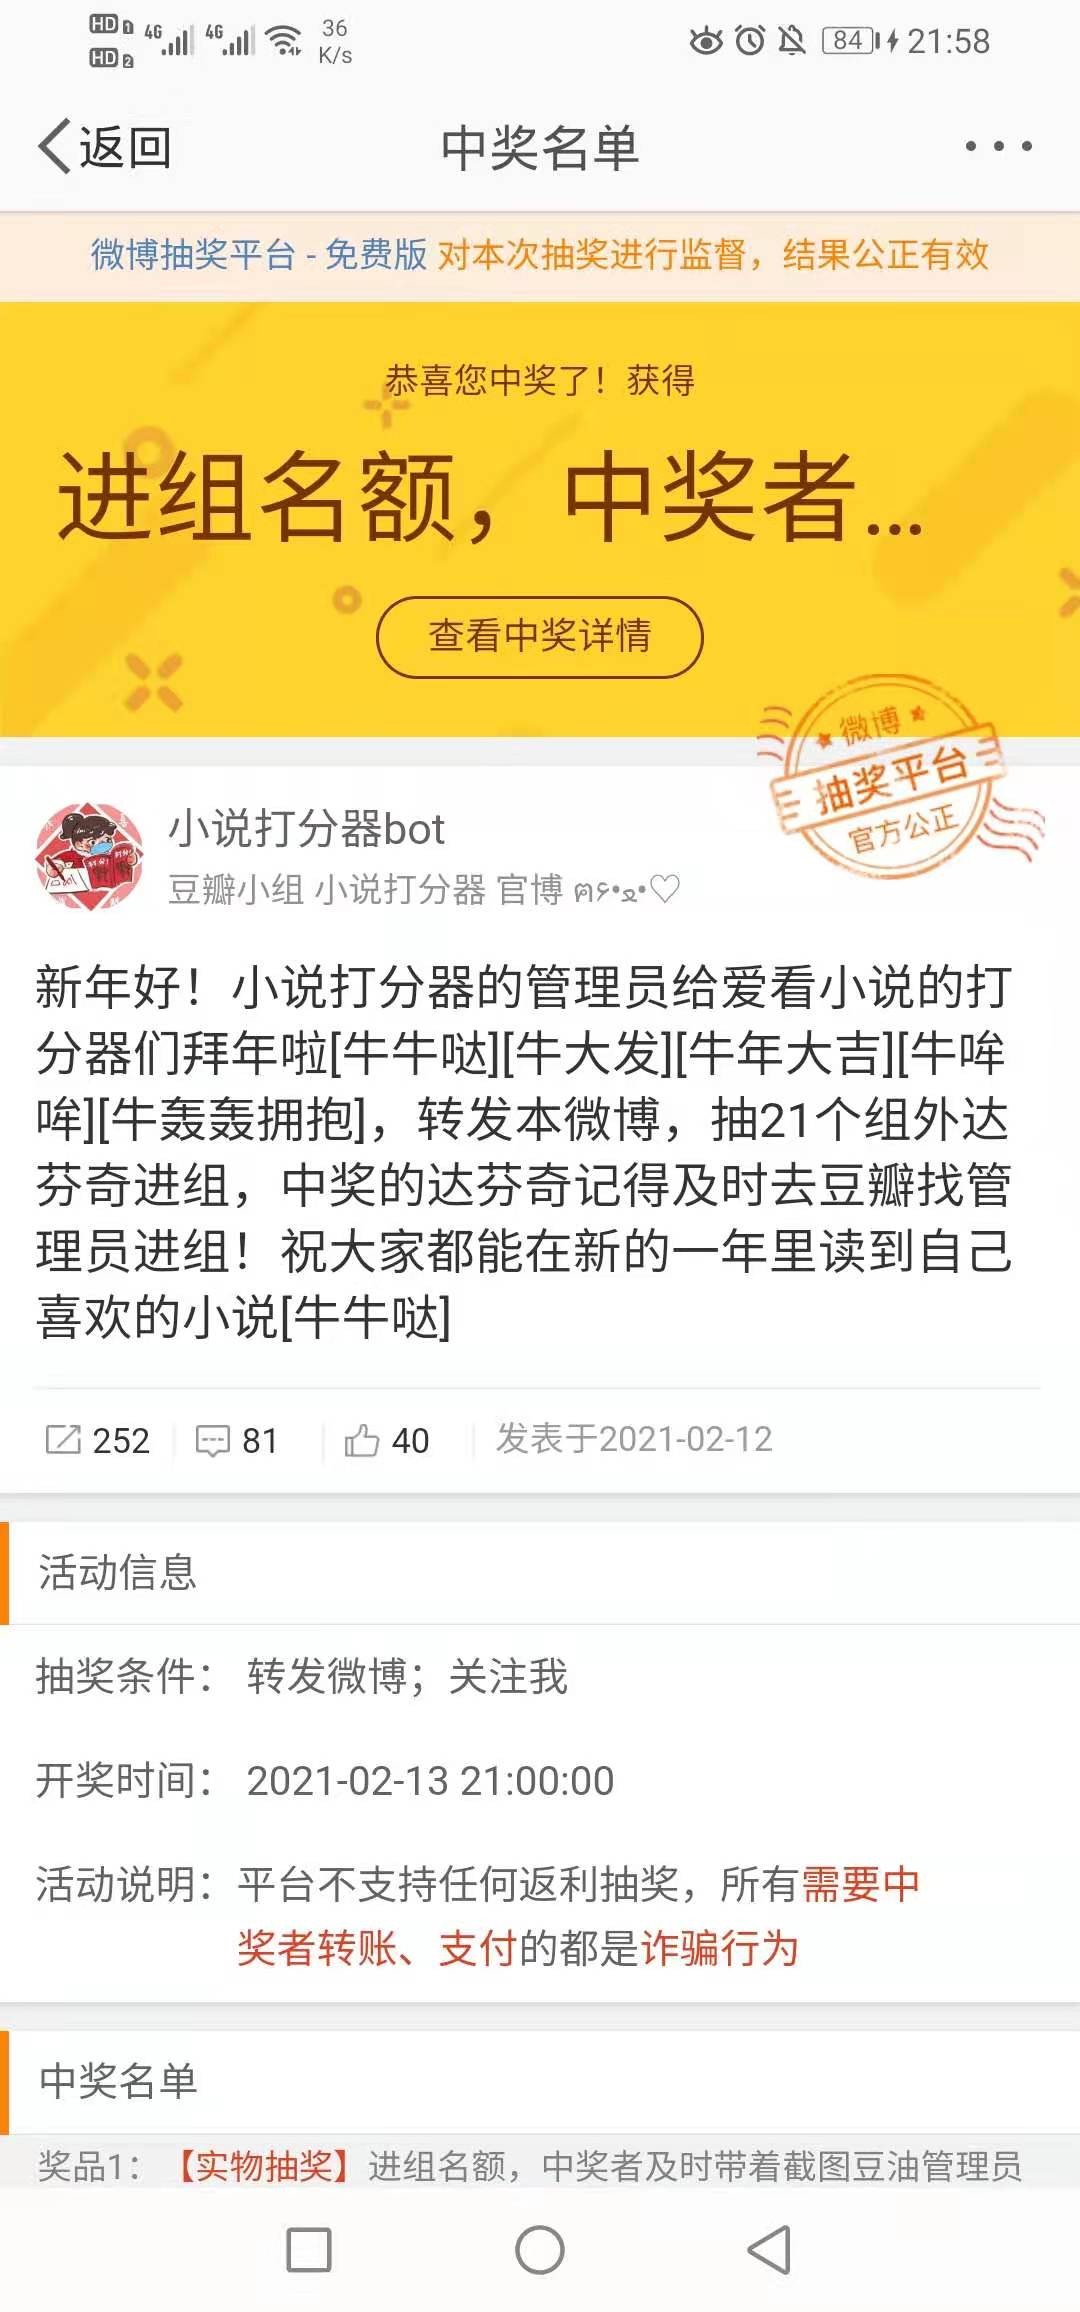 HD 1 4G 4G 36
HD 2 K/s
84 21:58
返回
中奖名单
微博抽奖平台 - 免费版 对本次抽奖进行监督，结果公正有效
恭喜您中奖了！获得
进组名额，中奖者...
查看中奖详情
微博
抽奖平台
官方公正
小说打分器bot
豆瓣小组 小说打分器 官博
新年好！小说打分器的管理员给爱看小说的打
分器们拜年啦[牛牛哒][牛大发][牛年大吉][牛哞
哞][牛轰轰拥抱]，转发本微博，抽21个组外达
芬奇进组，中奖的达芬奇记得及时去豆瓣找管
理员进组！祝大家都能在新的一年里读到自己
喜欢的小说[牛牛哒]
252 81 40 发表于2021-02-12
活动信息
抽奖条件： 转发微博；关注我
开奖时间： 2021-02-13 21:00:00
活动说明：平台不支持任何返利抽奖，所有需要中
奖者转账、支付的都是诈骗行为
中奖名单
奖品1：【实物抽奖】进组名额，中奖者及时带着截图豆油管理员